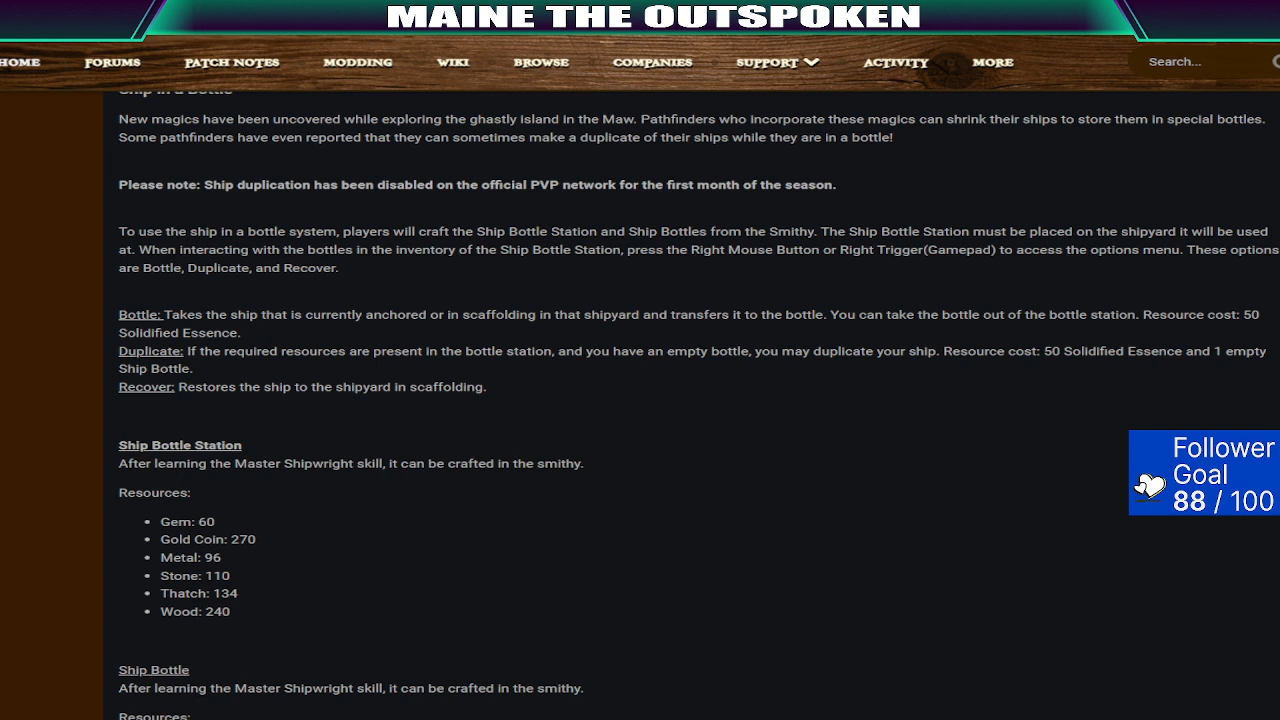 MAINE THE OUTSPOKEN
HOME FORUMS PATCH NOTES MODDING WIKI BROWSE COMPANIES SUPPORT ACTIVITY MORE Search...
Ship in a Bottle
New magics have been uncovered while exploring the ghastly island in the Maw. Pathfinders who incorporate these magics can shrink their ships to store them in special bottles.
Some pathfinders have even reported that they can sometimes make a duplicate of their ships while they are in a bottle!
Please note: Ship duplication has been disabled on the official PVP network for the first month of the season.
To use the ship in a bottle system, players will craft the Ship Bottle Station and Ship Bottles from the Smithy. The Ship Bottle Station must be placed on the shipyard it will be used
at. When interacting with the bottles in the inventory of the Ship Bottle Station, press the Right Mouse Button or Right Trigger(Gamepad) to access the options menu. These options
are Bottle, Duplicate, and Recover.
Bottle: Takes the ship that is currently anchored or in scaffolding in that shipyard and transfers it to the bottle. You can take the bottle out of the bottle station. Resource cost: 50
Solidified Essence.
Duplicate: If the required resources are present in the bottle station, and you have an empty bottle, you may duplicate your ship. Resource cost: 50 Solidified Essence and 1 empty
Ship Bottle.
Recover: Restores the ship to the shipyard in scaffolding.
Ship Bottle Station
After learning the Master Shipwright skill, it can be crafted in the smithy.
Follower
Goal
88 / 100
Resources:
• Gem: 60
• Gold Coin: 270
• Metal: 96
• Stone: 110
• Thatch: 134
• Wood: 240
Ship Bottle
After learning the Master Shipwright skill, it can be crafted in the smithy.
Resources: